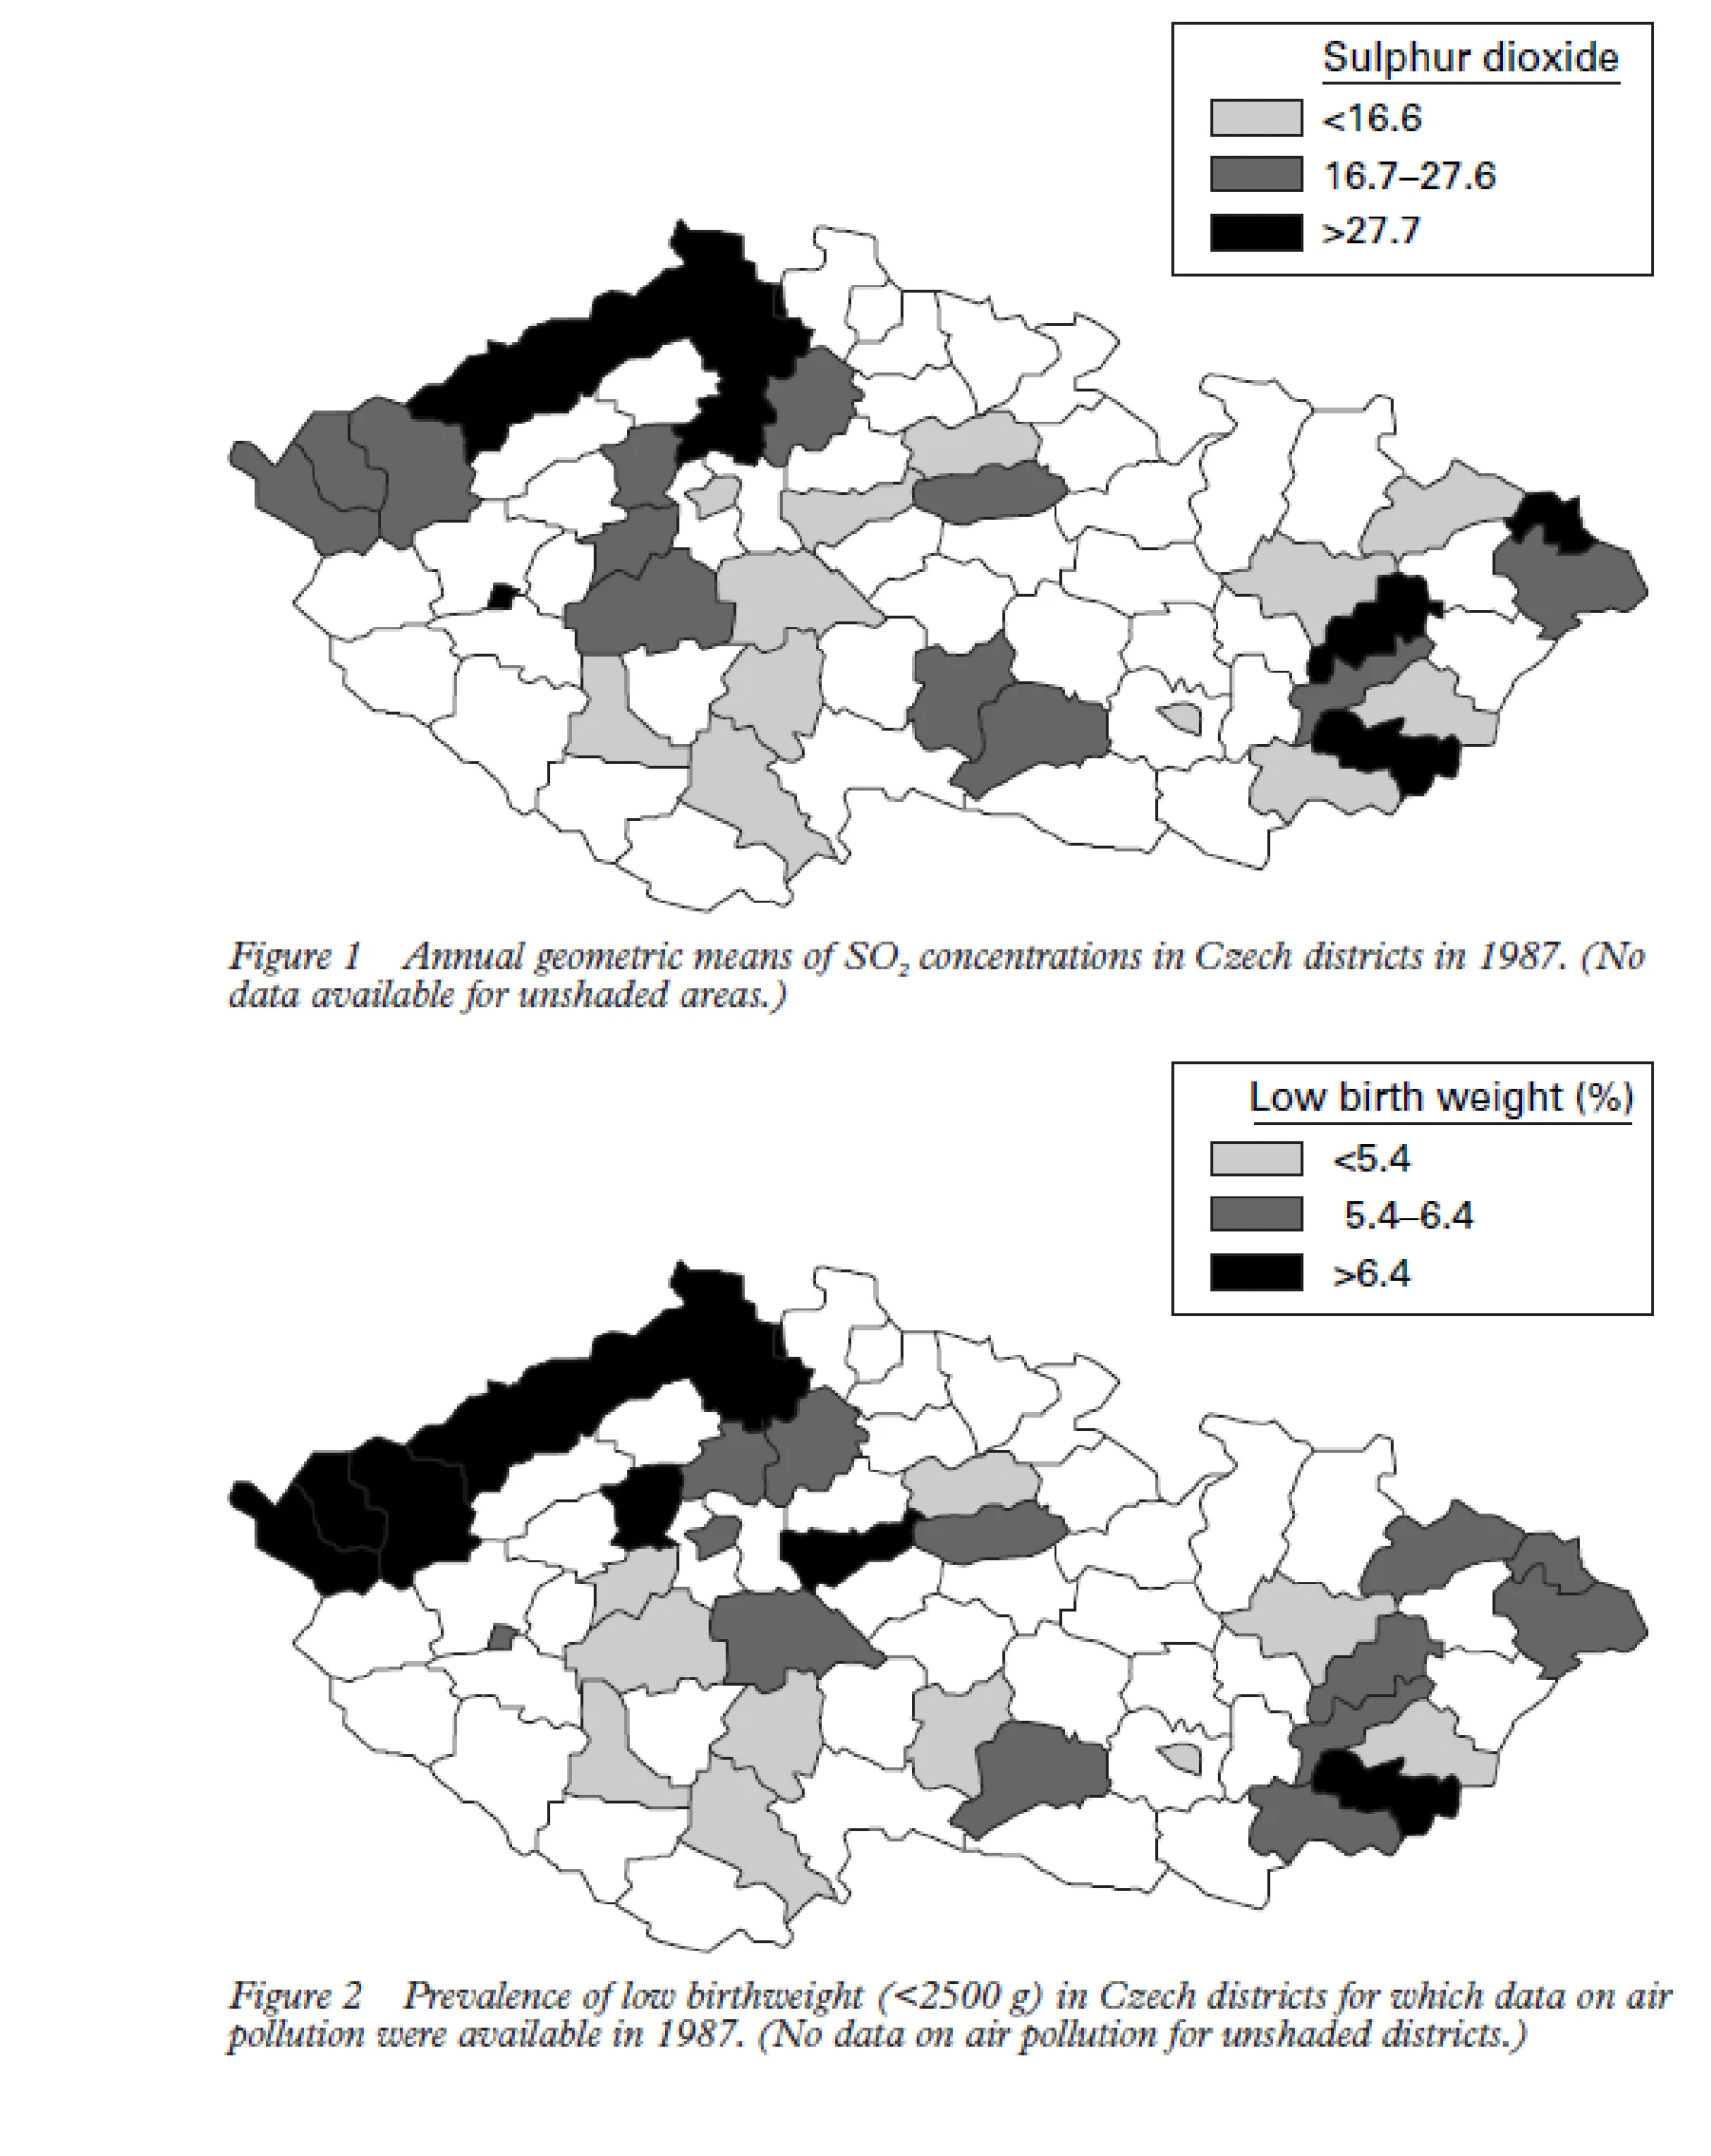 Sulphur dioxide
<16.6
16.7–27.6
>27.7
Figure 1 Annual geometric means of SO₂ concentrations in Czech districts in 1987. (No
data available for unshaded areas.)
Low birth weight (%)
<5.4
5.4–6.4
>6.4
Figure 2 Prevalence of low birthweight (<2500 g) in Czech districts for which data on air
pollution were available in 1987. (No data on air pollution for unshaded districts.)